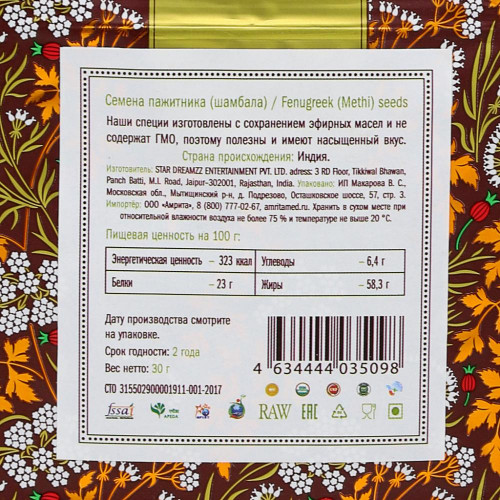 Семена пажитника (шамбала) / Fenugreek (Methi) seeds
Наши специи изготовлены с сохранением эфирных масел и не
содержат ГМО, поэтому полезны и имеют насыщенный вкус.
Страна происхождения: Индия.
Изготовитель: STAR DREAMZZ ENTERTAINMENT PVT. LTD. adress: 3 RD Floor, Tikkiwal Bhawan,
Panch Batti, M.I. Road, Jaipur-302001, Rajasthan, India. Упаковано: ИП Макарова В. С.,
Московская обл., Мытищинский р-н, д. Подрезово, Осташковское шоссе, 57, стр. 3.
Импортёр: ООО «Амрита», 8 (800) 777-02-67, amritamed.ru. Хранить в сухом месте при
относительной влажности воздуха не более 75 % и температуре не выше 20 °С.
Пищевая ценность на 100 г:
Энергетическая ценность – 323 ккал
Углеводы – 6,4 г
Белки – 23 г
Жиры – 58,3 г
Дату производства смотрите
на упаковке.
Срок годности: 2 года
Вес нетто: 30 г
СТО 3155029000001911-001-2017
4 634444 035098
fssai
RAW EAC